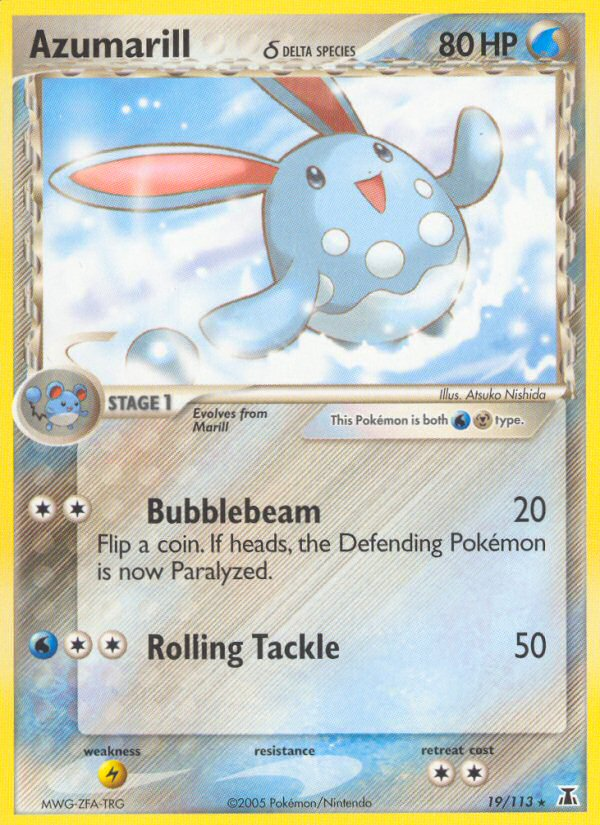 Azumarill δ DELTA SPECIES 80 HP
Illus. Atsuko Nishida
STAGE 1
Evolves from
Marill
This Pokémon is both type.
Bubblebeam 20
Flip a coin. If heads, the Defending Pokémon
is now Paralyzed.
Rolling Tackle 50
weakness resistance retreat cost
MWG-ZFA-TRG ©2005 Pokémon/Nintendo 19/113 ★